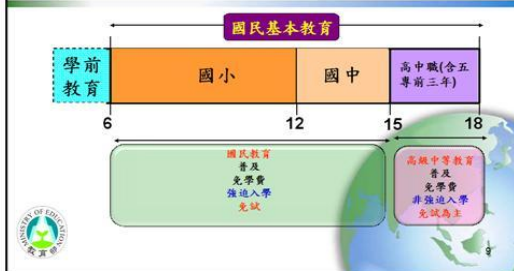 國民基本教育
學前
教育
國小
國中
高中職(含五
專前三年)
6
12
15
18
國民教育
普及
免學費
強迫入學
免試
高級中等教育
普及
免學費
非強迫入學
免試為主
MINISTRY OF EDUCATION
教育部
9